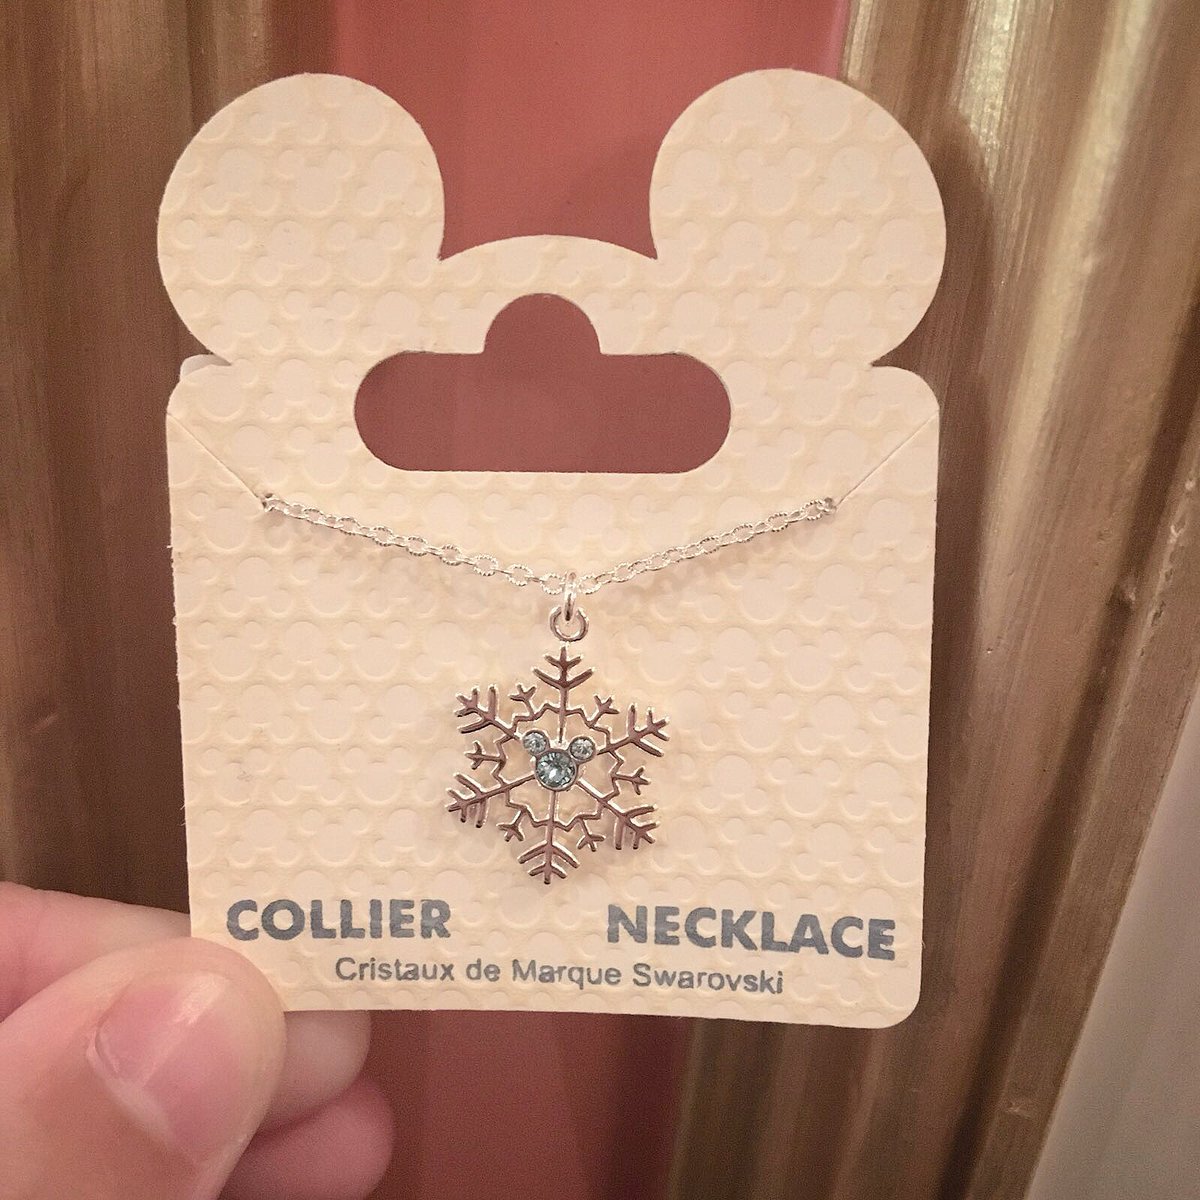 COLLIER NECKLACE
Cristaux de Marque Swarovski